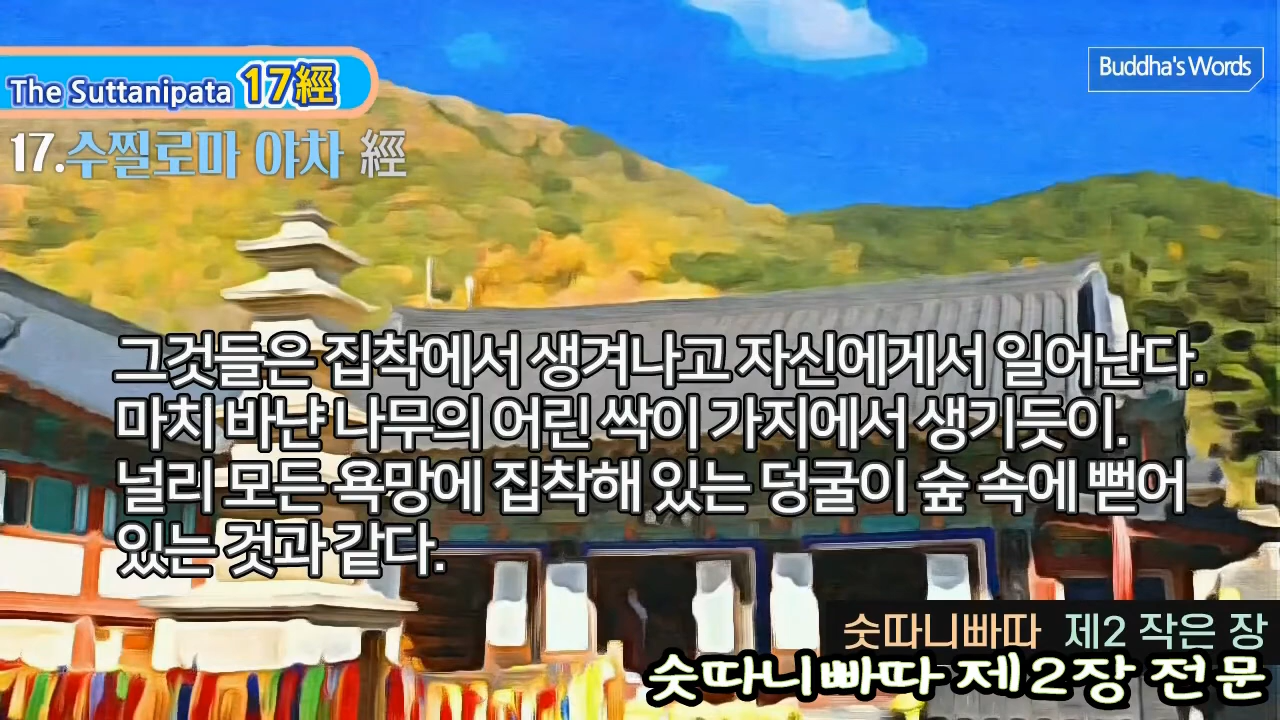 The Suttanipata 17經
Buddha's Words
17.수찔로마 야차 經
그것들은 집착에서 생겨나고 자신에게서 일어난다.
마치 바냔 나무의 어린 싹이 가지에서 생기듯이.
널리 모든 욕망에 집착해 있는 덩굴이 숲 속에 뻗어
있는 것과 같다.
숫따니빠따 제2 작은 장
숫따니빠따 제2장 전문